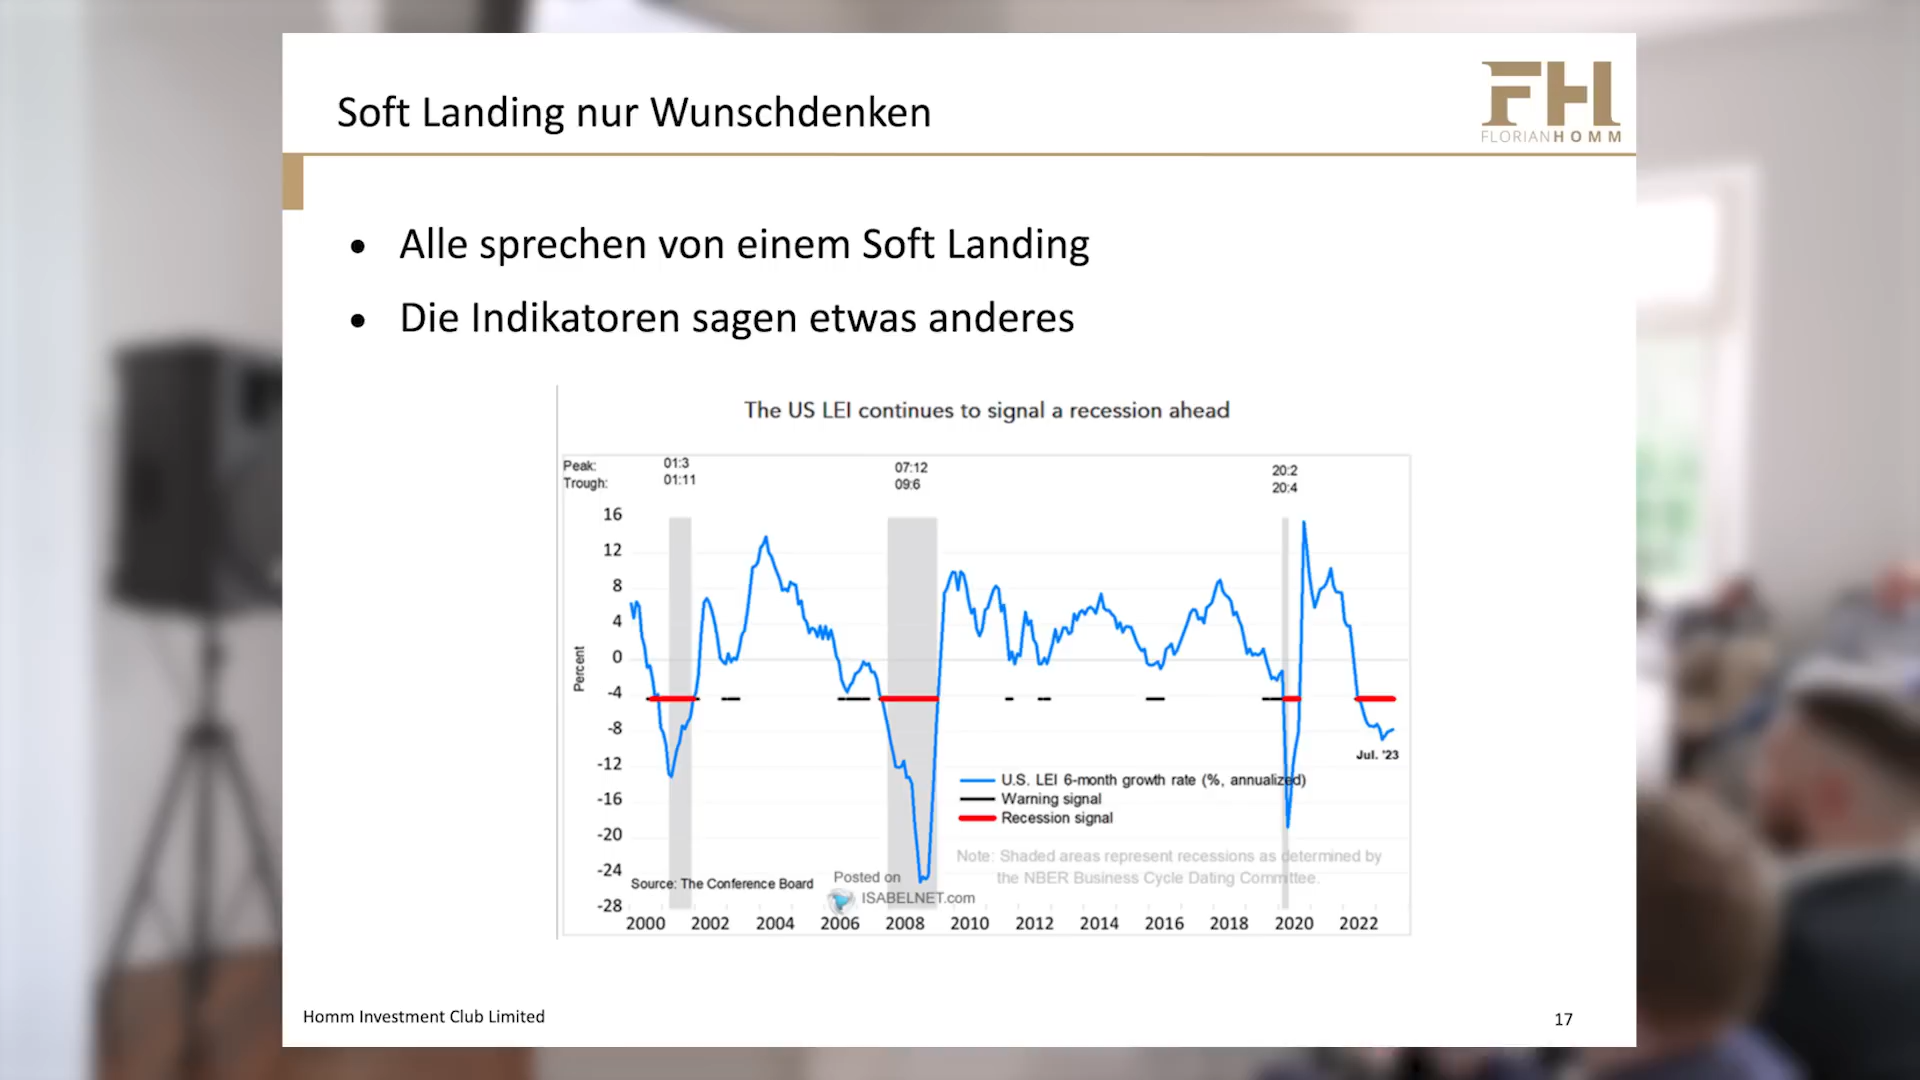 Soft Landing nur Wunschdenken
FH
FLORIANHOMM
• Alle sprechen von einem Soft Landing
• Die Indikatoren sagen etwas anderes
The US LEI continues to signal a recession ahead
Peak: 01:3 07:12 20:2
Trough: 01:11 09:6 20:4
16
12
8
4
0
-4
-8
-12
-16
-20
-24
-28
Percent
Jul. '23
U.S. LEI 6-month growth rate (%, annualized)
Warning signal
Recession signal
Note: Shaded areas represent recessions as determined by
the NBER Business Cycle Dating Committee.
Source: The Conference Board
Posted on
ISABELNET.com
2000 2002 2004 2006 2008 2010 2012 2014 2016 2018 2020 2022
Homm Investment Club Limited
17